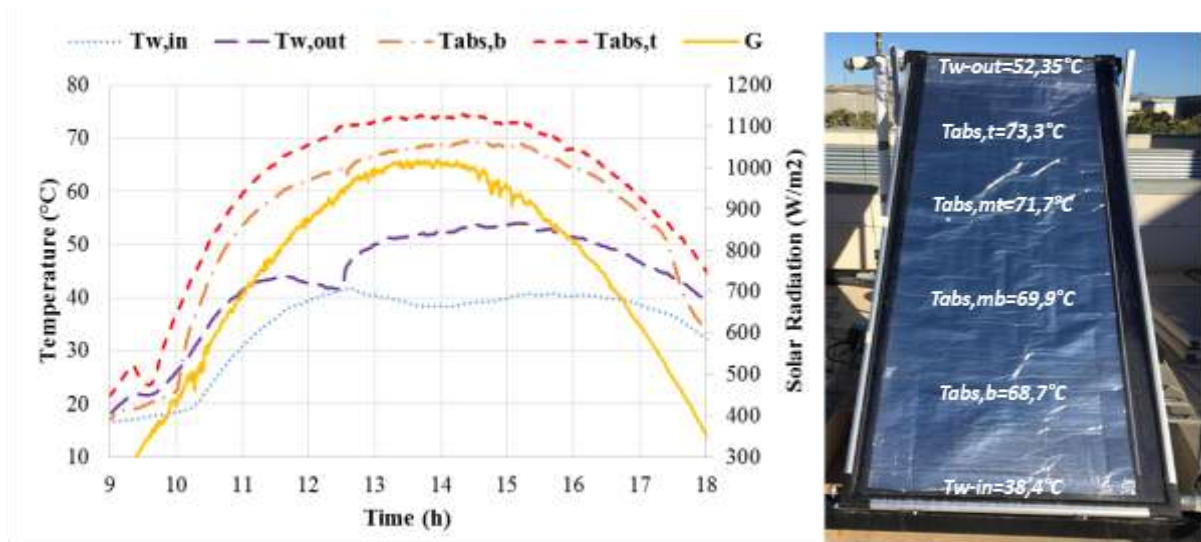 Tw,in Tw,out Tabs,b Tabs,t G
80
70
60
50
40
30
20
10
Temperature (°C)
1200
1100
1000
900
800
700
600
500
400
300
Solar Radiation (W/m2)
9 10 11 12 13 14 15 16 17 18
Time (h)
Tw-out=52,35°C
Tabs,t=73,3°C
Tabs,mt=71,7°C
Tabs,mb=69,9°C
Tabs,b=68,7°C
Tw-in=38,4°C